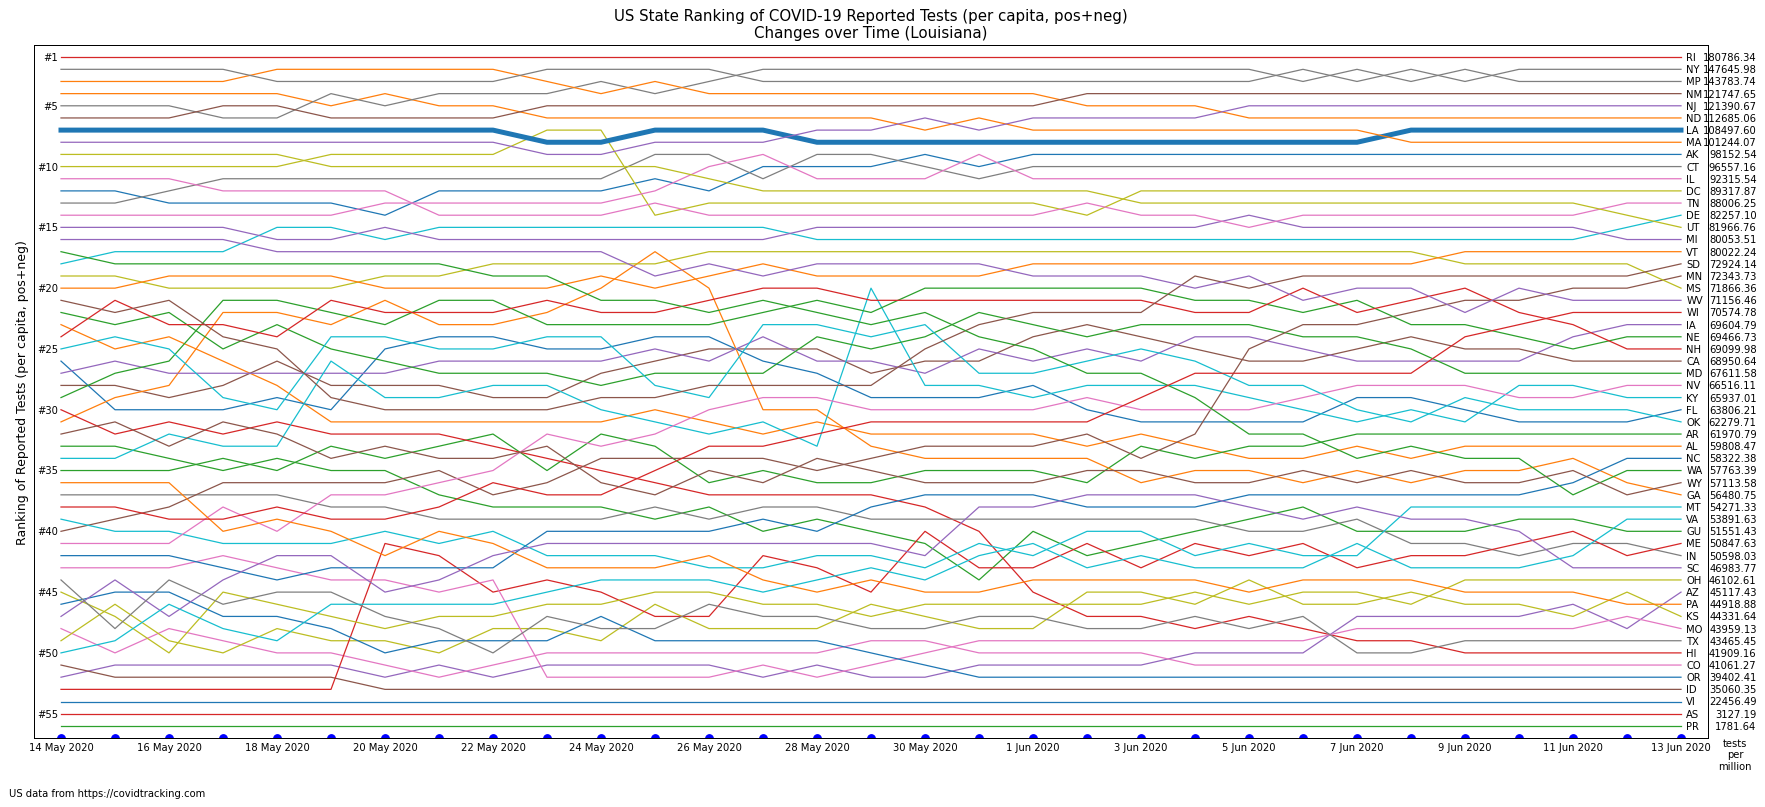 US State Ranking of COVID-19 Reported Tests (per capita, pos+neg)
Changes over Time (Louisiana)
Ranking of Reported Tests (per capita, pos+neg)
#1
#5
#10
#15
#20
#25
#30
#35
#40
#45
#50
#55
RI 180786.34
NY 147645.98
MP 143783.74
NM 121747.65
NJ 121390.67
ND 112685.06
LA 108497.60
MA 101244.07
AK 98152.54
CT 96557.16
IL 92315.54
DC 89317.87
TN 88006.25
DE 82257.10
UT 81966.76
MI 80053.51
VT 80022.24
SD 72924.14
MN 72343.73
MS 71866.36
WV 71156.46
WI 70574.78
IA 69604.79
NE 69466.73
NH 69099.98
CA 68950.64
MD 67611.58
NV 66516.11
KY 65937.01
FL 63806.21
OK 62279.71
AR 61970.79
AL 59808.47
NC 58322.38
WA 57763.39
WY 57113.58
GA 56480.75
MT 54271.33
VA 53891.63
GU 51551.43
ME 50847.63
IN 50598.03
SC 46983.77
OH 46102.61
AZ 45117.43
PA 44918.88
KS 44331.64
MO 43959.13
TX 43465.45
HI 41909.16
CO 41061.27
OR 39402.41
ID 35060.35
VI 22456.49
AS 3127.19
PR 1781.64
14 May 2020
16 May 2020
18 May 2020
20 May 2020
22 May 2020
24 May 2020
26 May 2020
28 May 2020
30 May 2020
1 Jun 2020
3 Jun 2020
5 Jun 2020
7 Jun 2020
9 Jun 2020
11 Jun 2020
13 Jun 2020
tests
per
million
US data from https://covidtracking.com